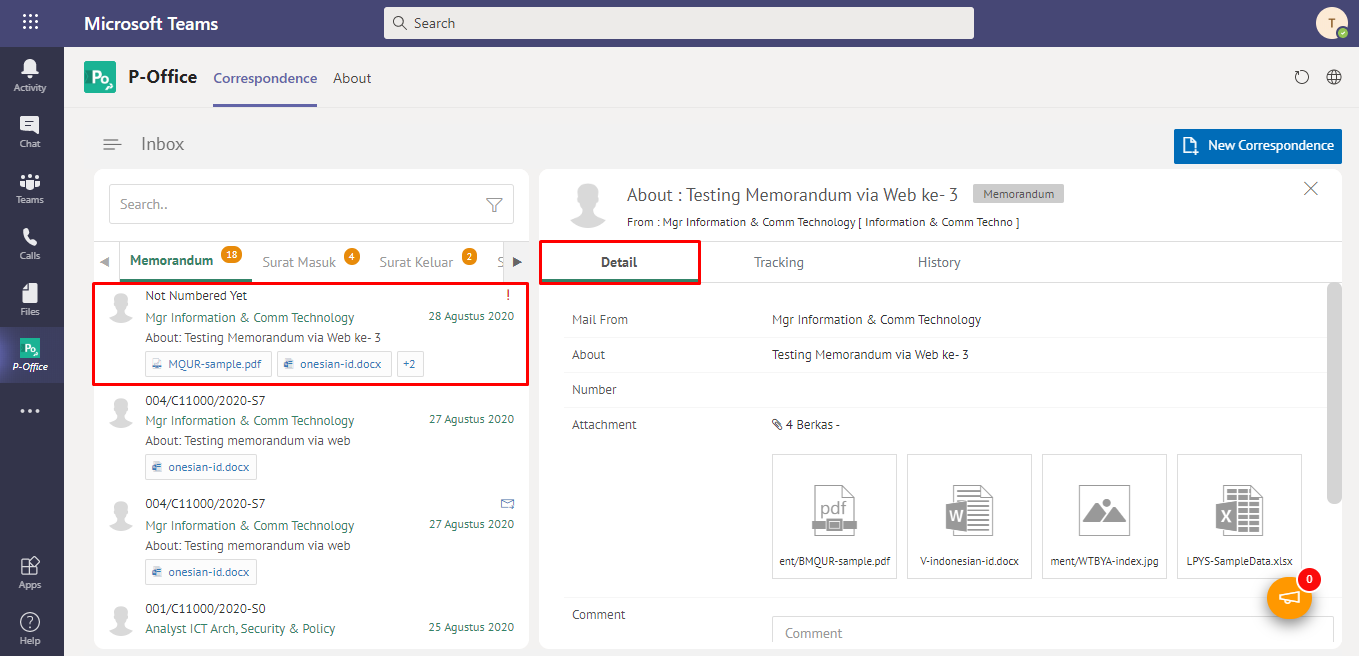 Microsoft Teams
Search
T
Activity
Chat
Teams
Calls
Files
P-Office
Apps
Help
Po
P-Office
Correspondence
About
Inbox
New Correspondence
Search..
Memorandum 18
Surat Masuk 4
Surat Keluar 2
S
Not Numbered Yet !
Mgr Information & Comm Technology 28 Agustus 2020
About: Testing Memorandum via Web ke- 3
MQUR-sample.pdf onesian-id.docx +2
004/C11000/2020-S7
Mgr Information & Comm Technology 27 Agustus 2020
About: Testing memorandum via web
onesian-id.docx
004/C11000/2020-S7
Mgr Information & Comm Technology 27 Agustus 2020
About: Testing memorandum via web
onesian-id.docx
001/C11000/2020-S0
Analyst ICT Arch, Security & Policy 25 Agustus 2020
About : Testing Memorandum via Web ke- 3 Memorandum
From : Mgr Information & Comm Technology [ Information & Comm Techno ]
Detail Tracking History
Mail From Mgr Information & Comm Technology
About Testing Memorandum via Web ke- 3
Number
Attachment 4 Berkas -
pdf W X
ent/BMQUR-sample.pdf V-indonesian-id.docx ment/WTBYA-index.jpg LPYS-SampleData.xlsx
0
Comment
Comment